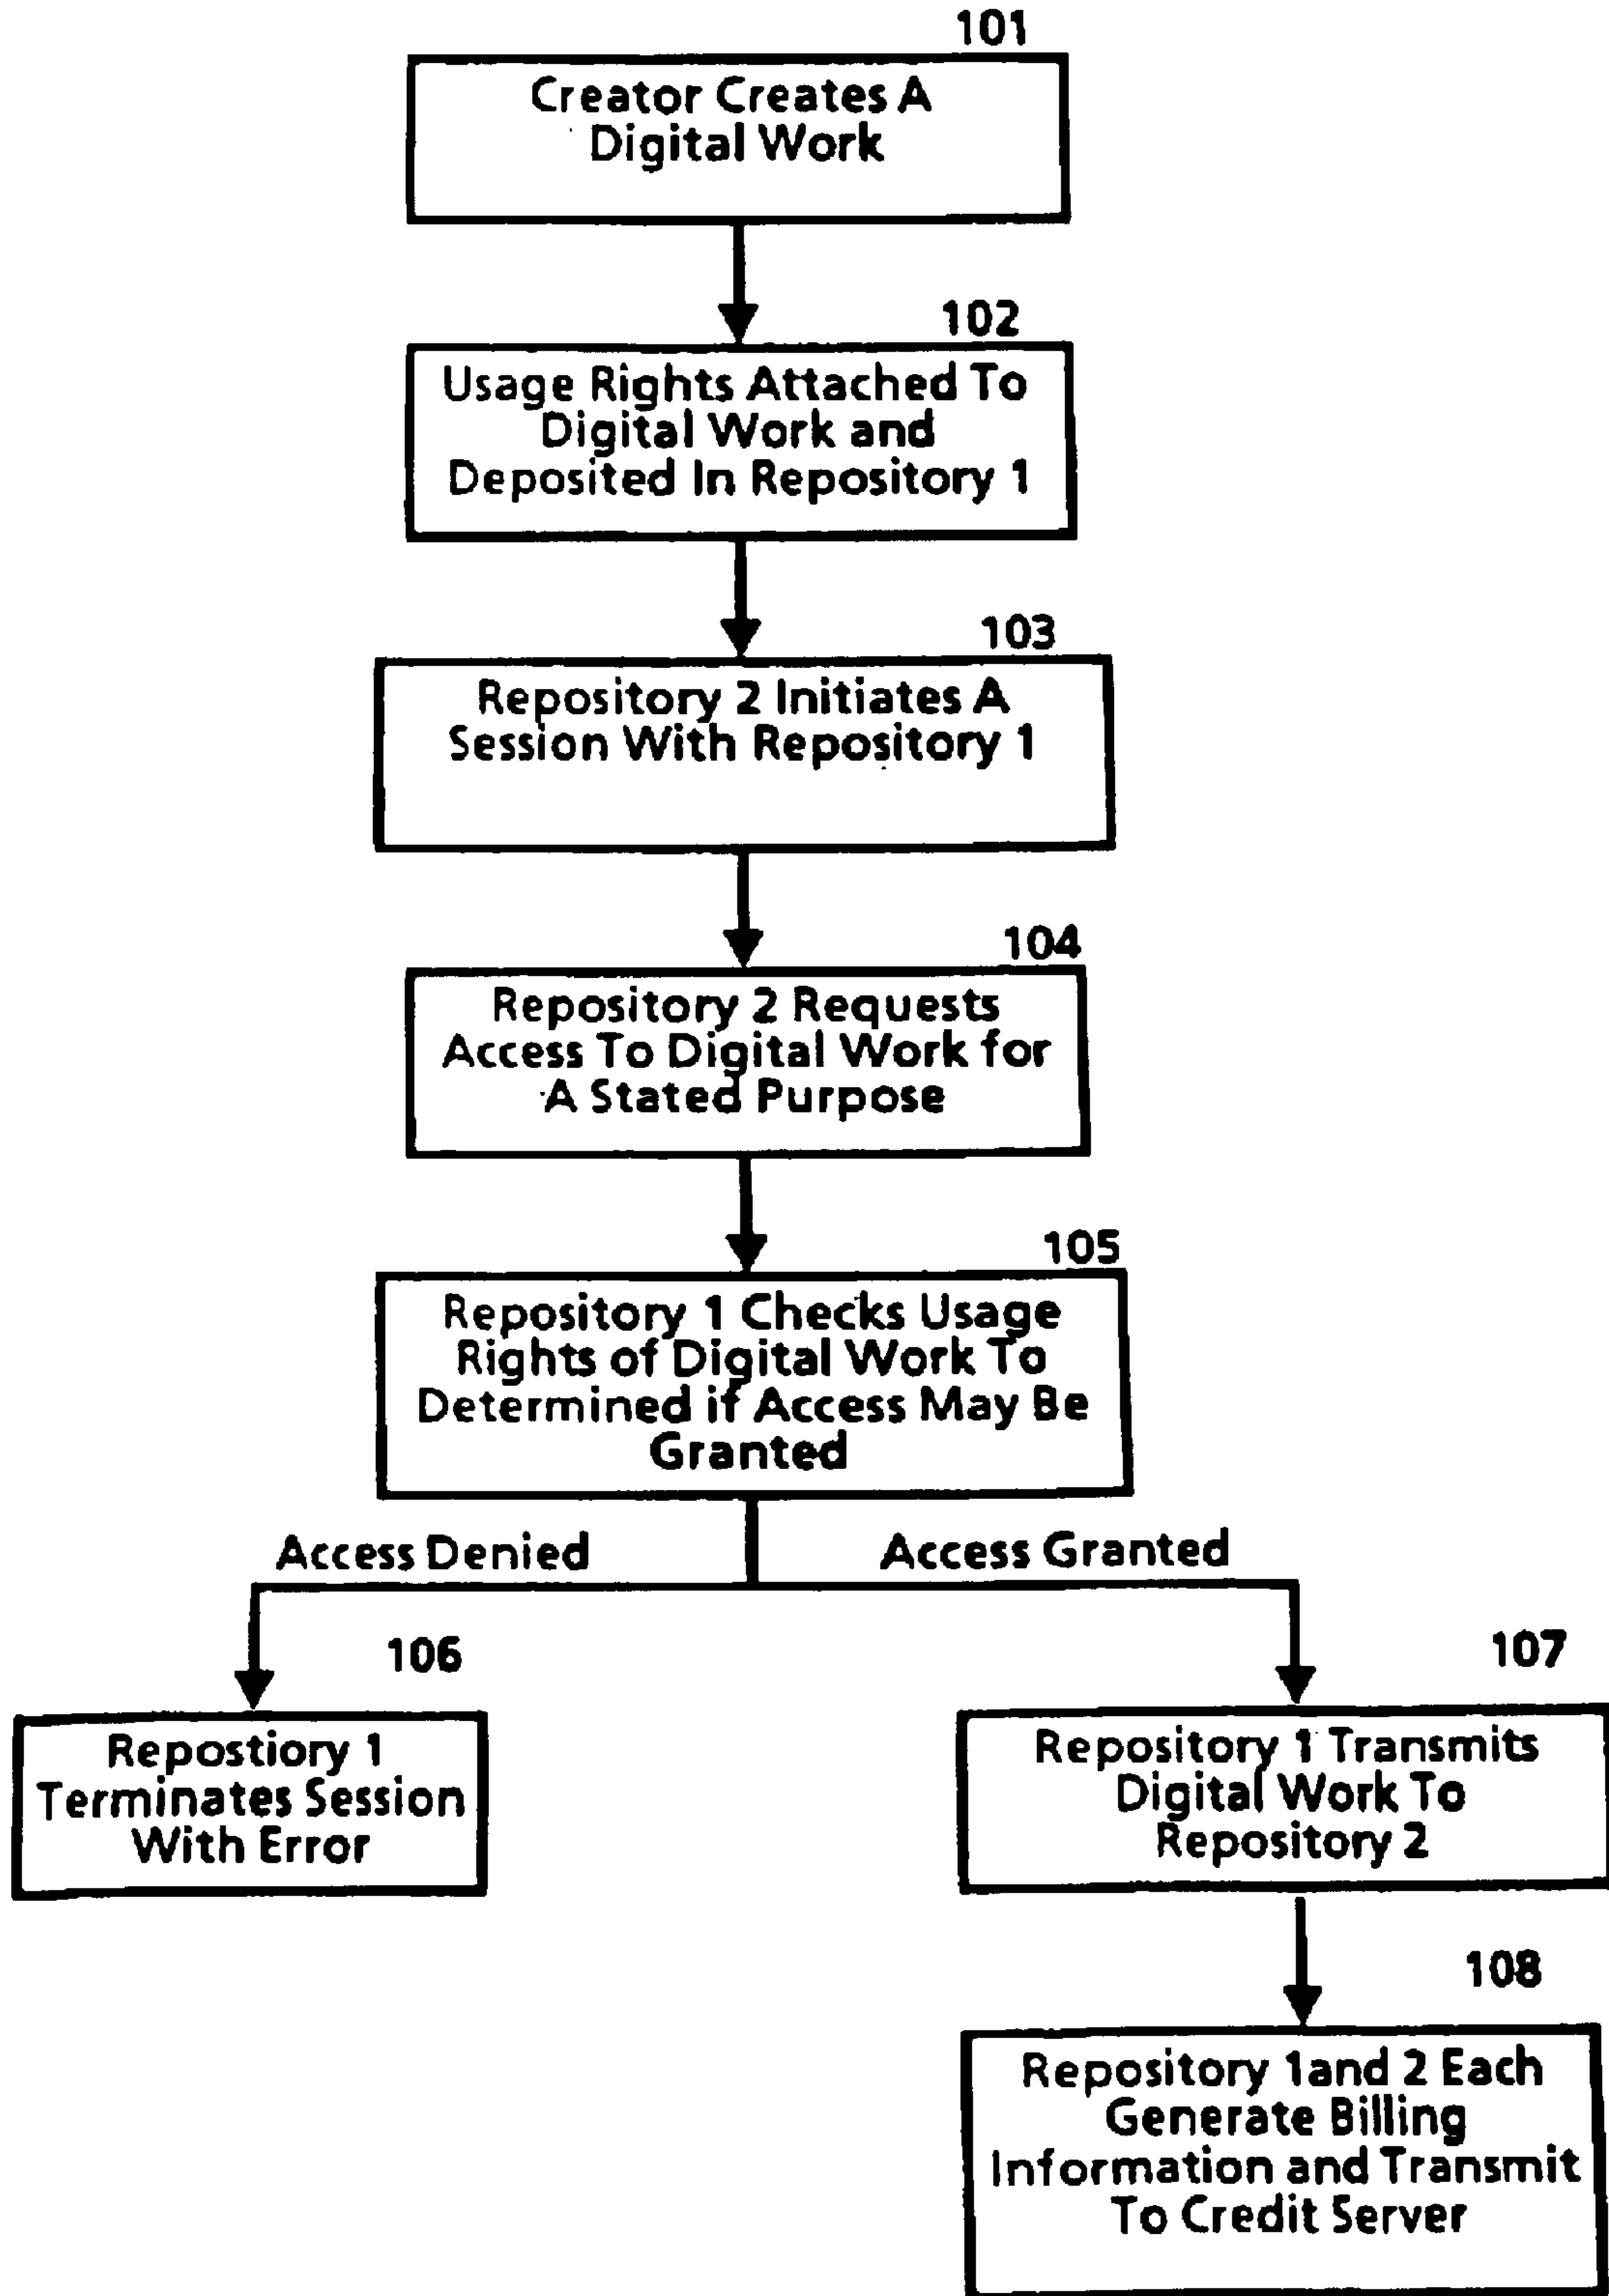 101
Creator Creates A
Digital Work
102
Usage Rights Attached To
Digital Work and
Deposited In Repository 1
103
Repository 2 Initiates A
Session With Repository 1
104
Repository 2 Requests
Access To Digital Work for
A Stated Purpose
105
Repository 1 Checks Usage
Rights of Digital Work To
Determined if Access May Be
Granted
Access Denied
Access Granted
106
Repostiory 1
Terminates Session
With Error
107
Repository 1 Transmits
Digital Work To
Repository 2
108
Repository 1and 2 Each
Generate Billing
Information and Transmit
To Credit Server